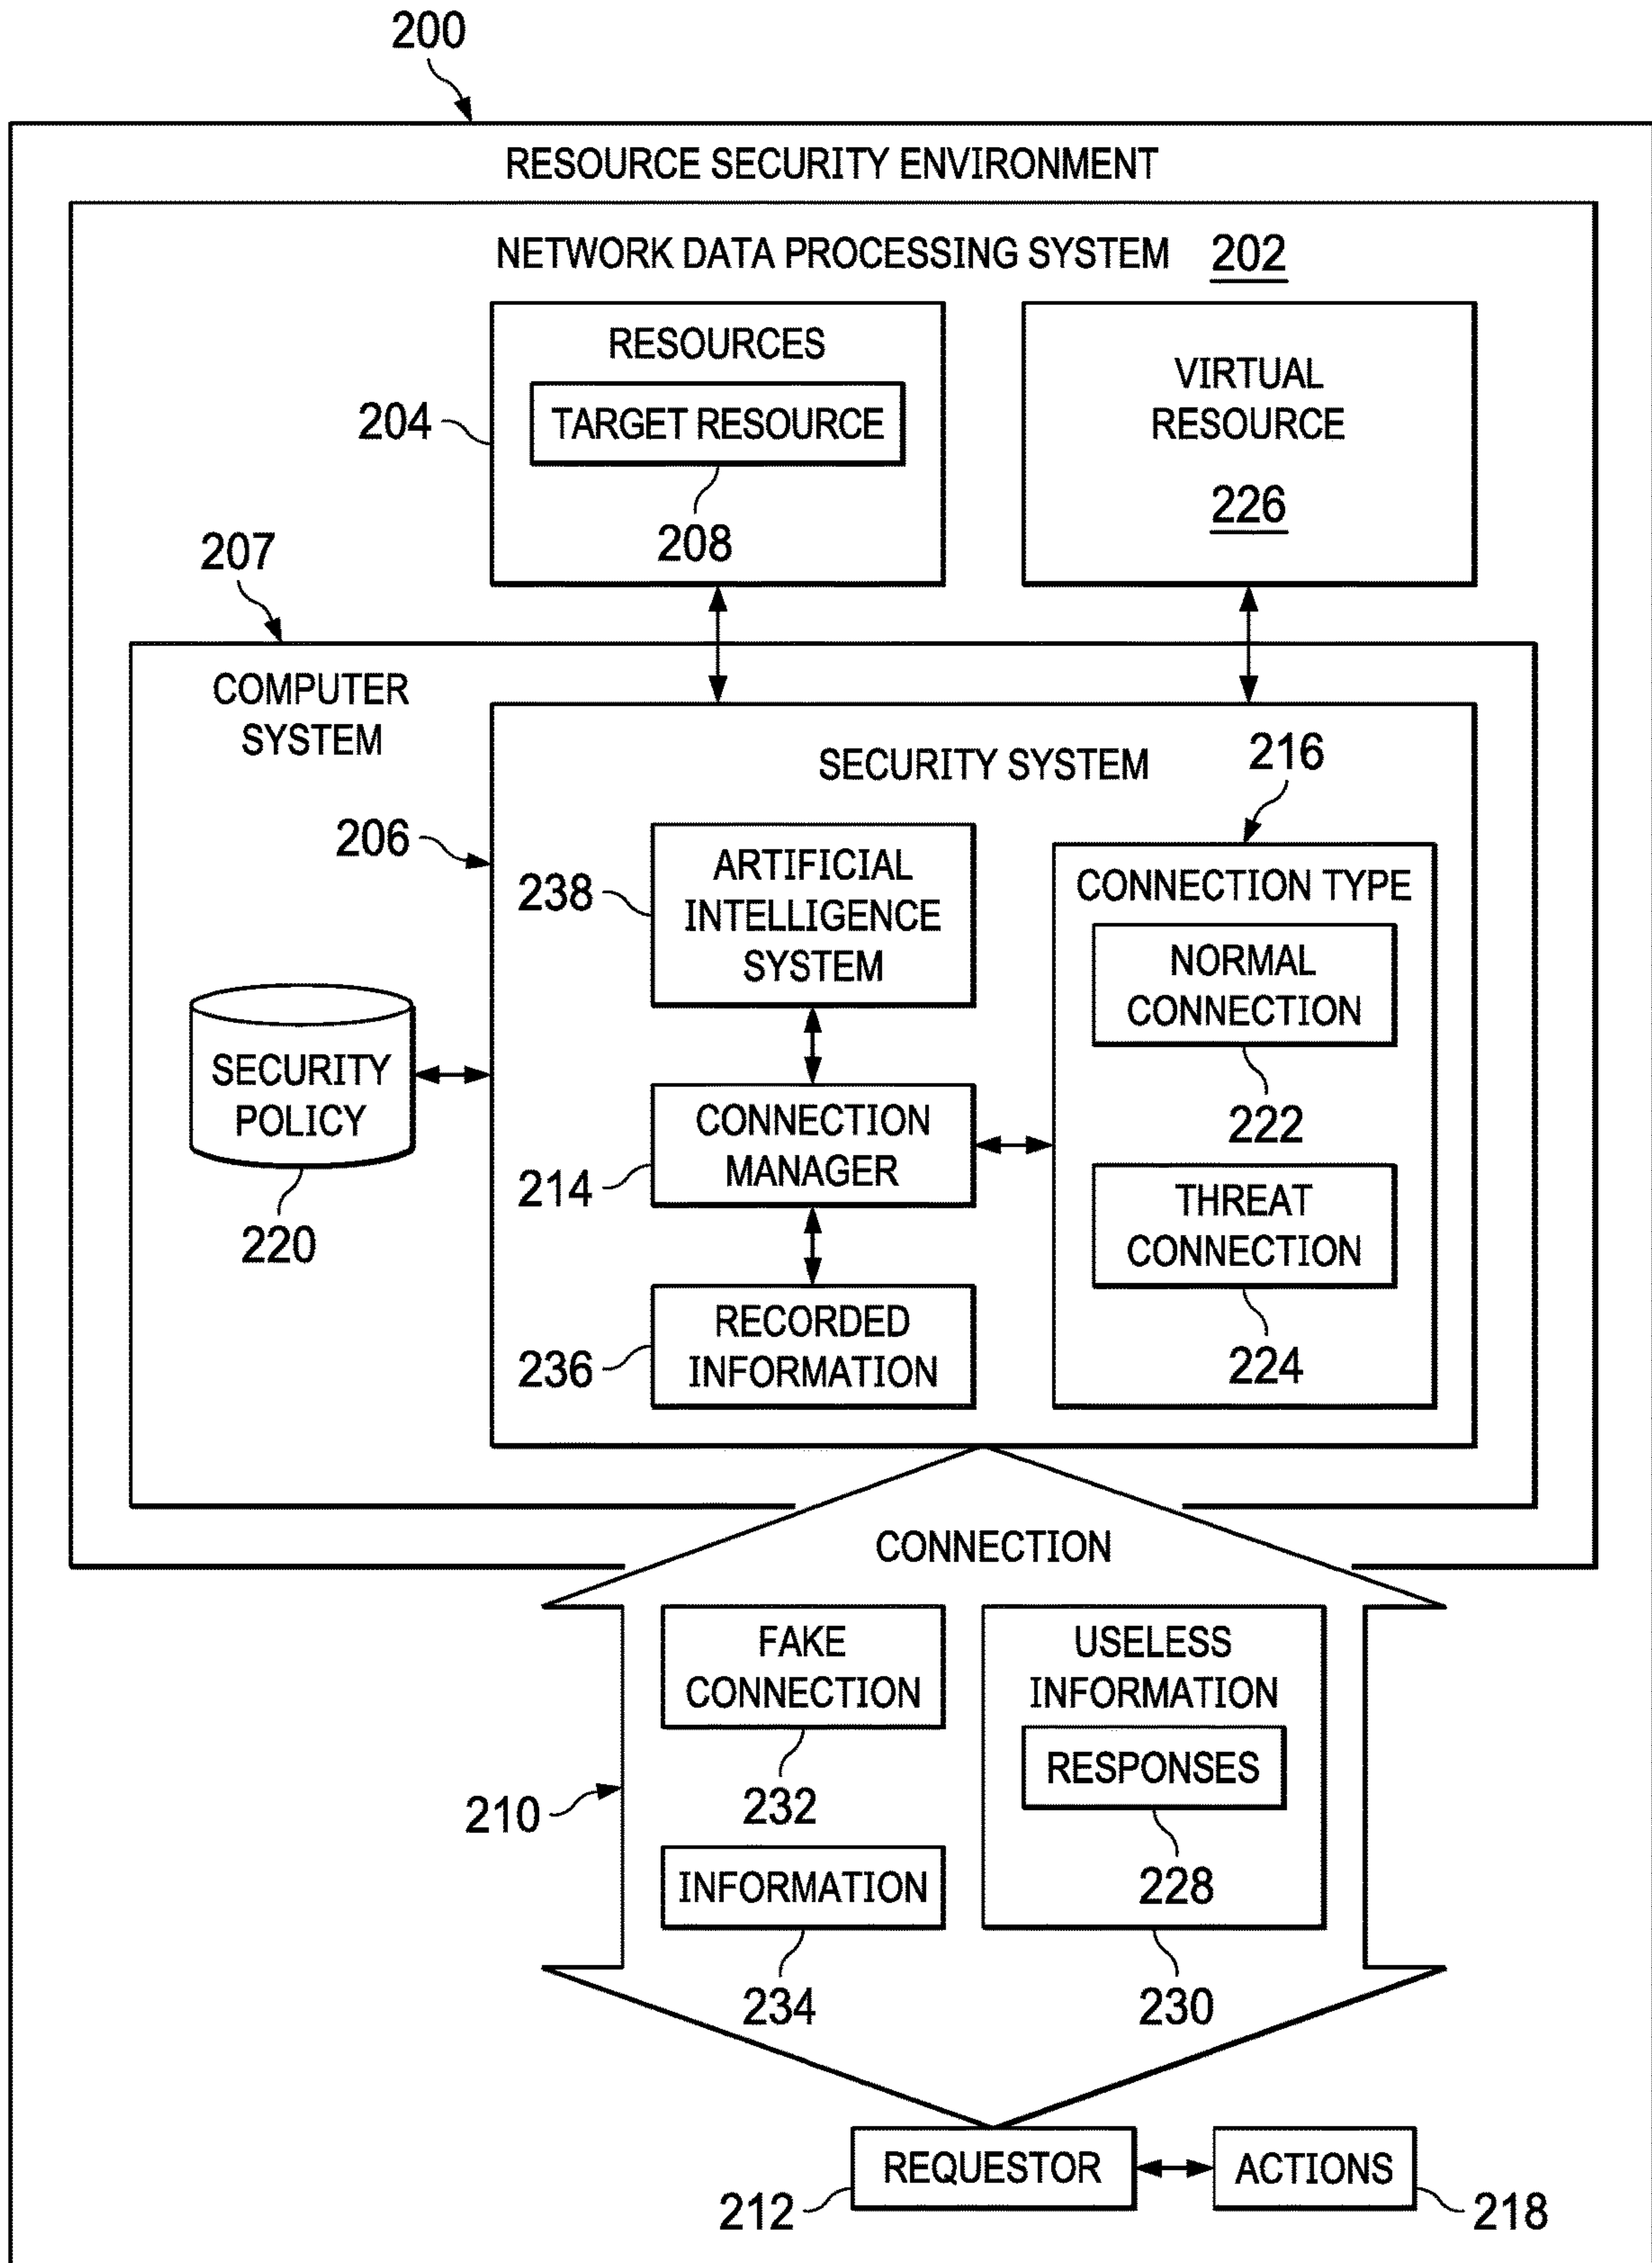 200
RESOURCE SECURITY ENVIRONMENT
NETWORK DATA PROCESSING SYSTEM 202
RESOURCES
TARGET RESOURCE
204
208
VIRTUAL
RESOURCE
226
207
COMPUTER
SYSTEM
SECURITY SYSTEM
216
206
ARTIFICIAL
INTELLIGENCE
SYSTEM
238
CONNECTION TYPE
NORMAL
CONNECTION
222
SECURITY
POLICY
220
CONNECTION
MANAGER
214
THREAT
CONNECTION
224
RECORDED
INFORMATION
236
CONNECTION
FAKE
CONNECTION
232
USELESS
INFORMATION
RESPONSES
228
210
INFORMATION
234
230
REQUESTOR
212
ACTIONS
218